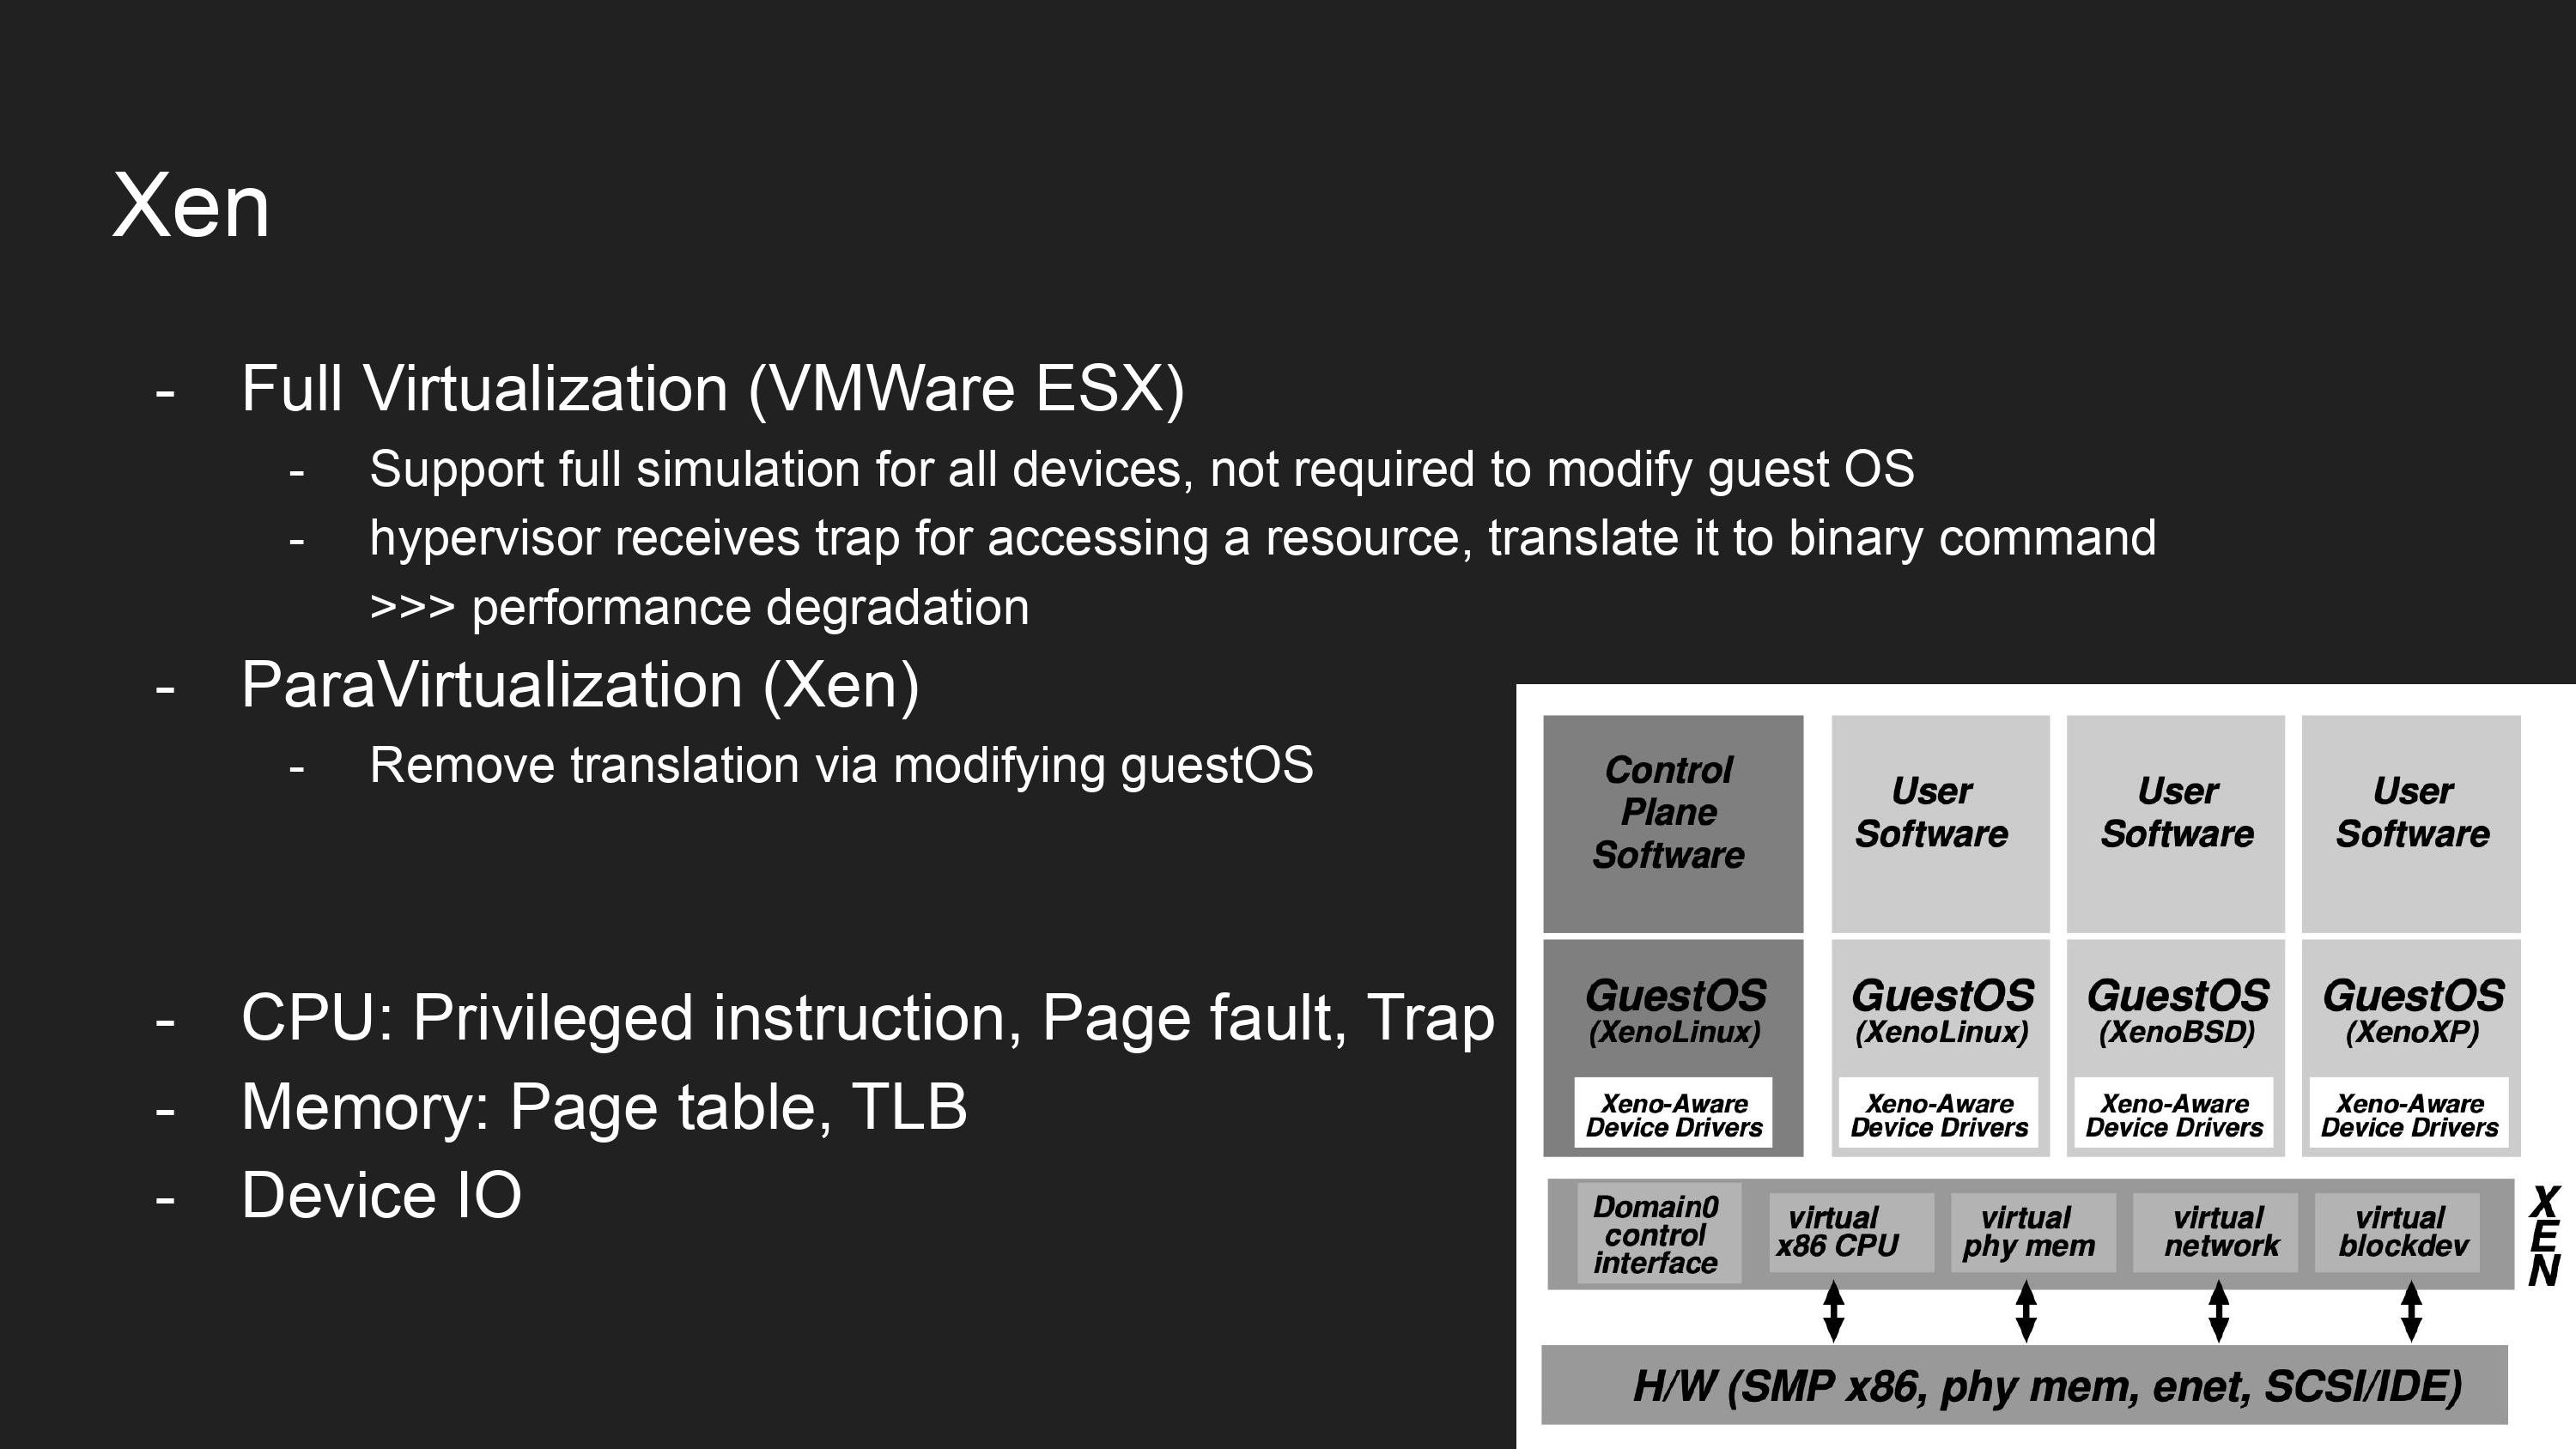 Xen
- Full Virtualization (VMWare ESX)
- Support full simulation for all devices, not required to modify guest OS
- hypervisor receives trap for accessing a resource, translate it to binary command
>>> performance degradation
- ParaVirtualization (Xen)
- Remove translation via modifying guestOS
- CPU: Privileged instruction, Page fault, Trap
- Memory: Page table, TLB
- Device IO
Control
Plane
Software
User
Software
User
Software
User
Software
GuestOS
(XenoLinux)
Xeno-Aware
Device Drivers
GuestOS
(XenoLinux)
Xeno-Aware
Device Drivers
GuestOS
(XenoBSD)
Xeno-Aware
Device Drivers
GuestOS
(XenoXP)
Xeno-Aware
Device Drivers
Domain0
control
interface
virtual
x86 CPU
virtual
phy mem
virtual
network
virtual
blockdev
X
E
N
H/W (SMP x86, phy mem, enet, SCSI/IDE)